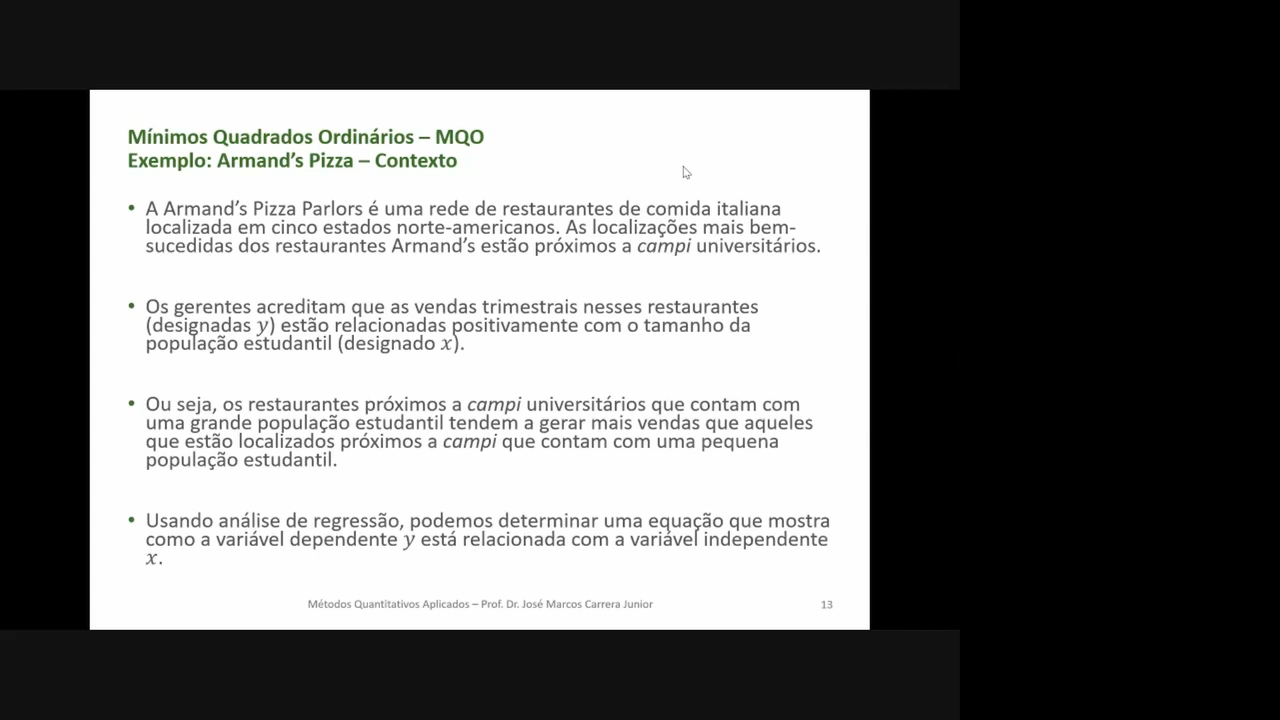 Mínimos Quadrados Ordinários – MQO
Exemplo: Armand’s Pizza – Contexto
• A Armand’s Pizza Parlors é uma rede de restaurantes de comida italiana
localizada em cinco estados norte-americanos. As localizações mais bem-
sucedidas dos restaurantes Armand’s estão próximos a campi universitários.
• Os gerentes acreditam que as vendas trimestrais nesses restaurantes
(designadas y) estão relacionadas positivamente com o tamanho da
população estudantil (designado x).
• Ou seja, os restaurantes próximos a campi universitários que contam com
uma grande população estudantil tendem a gerar mais vendas que aqueles
que estão localizados próximos a campi que contam com uma pequena
população estudantil.
• Usando análise de regressão, podemos determinar uma equação que mostra
como a variável dependente y está relacionada com a variável independente
x.
Métodos Quantitativos Aplicados – Prof. Dr. José Marcos Carrera Junior
13